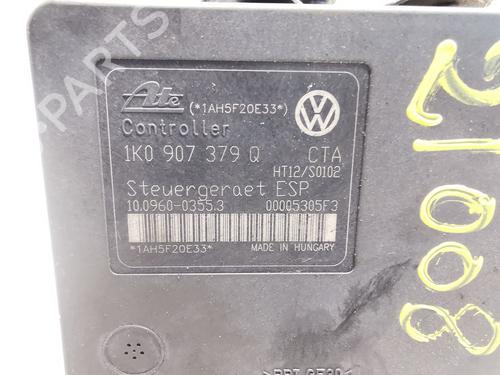 Ate (*1AH5F20E33*)
Controller
1K0 907 379 Q CTA
HT12/S0102
Steuergeraet ESP
10.0960-0355.3 00005305F3
*1AH5F20E33* MADE IN HUNGARY